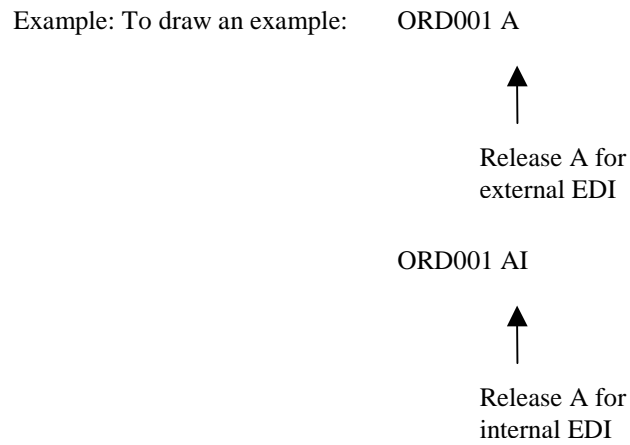 Example: To draw an example: ORD001 A
Release A for
external EDI
ORD001 AI
Release A for
internal EDI